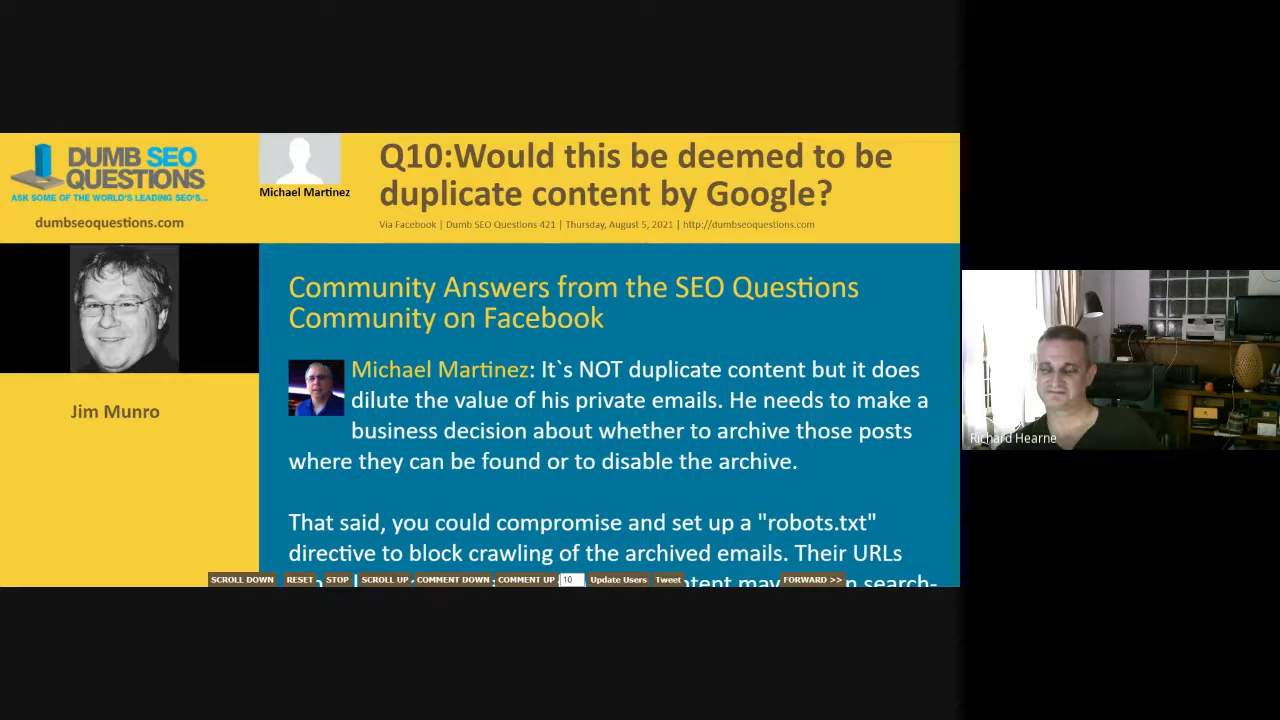 DUMB SEO
QUESTIONS
ASK SOME OF THE WORLD'S LEADING SEO'S...
dumbseoquestions.com
Michael Martinez
Q10:Would this be deemed to be
duplicate content by Google?
Via Facebook | Dumb SEO Questions 421 | Thursday, August 5, 2021 | http://dumbseoquestions.com
Jim Munro
Community Answers from the SEO Questions
Community on Facebook
Michael Martinez: It`s NOT duplicate content but it does
dilute the value of his private emails. He needs to make a
business decision about whether to archive those posts
where they can be found or to disable the archive.
That said, you could compromise and set up a "robots.txt"
directive to block crawling of the archived emails. Their URLs
search-
SCROLL DOWN RESET STOP SCROLL UP COMMENT DOWN COMMENT UP 10 Update Users Tweet FORWARD >>
Richard Hearne